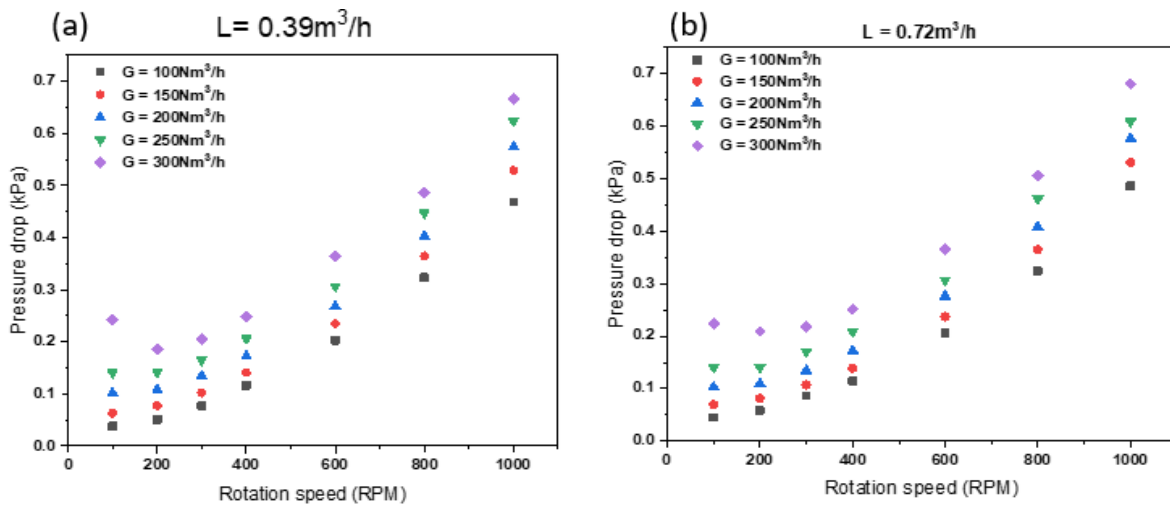 (a)
L= 0.39m³/h
G = 100Nm³/h
G = 150Nm³/h
G = 200Nm³/h
G = 250Nm³/h
G = 300Nm³/h
Pressure drop (kPa)
0.7
0.6
0.5
0.4
0.3
0.2
0.1
0.0
0 200 400 600 800 1000
Rotation speed (RPM)
(b)
L = 0.72m³/h
G = 100Nm³/h
G = 150Nm³/h
G = 200Nm³/h
G = 250Nm³/h
G = 300Nm³/h
Pressure drop (kPa)
0.7
0.6
0.5
0.4
0.3
0.2
0.1
0.0
0 200 400 600 800 1000
Rotation speed (RPM)